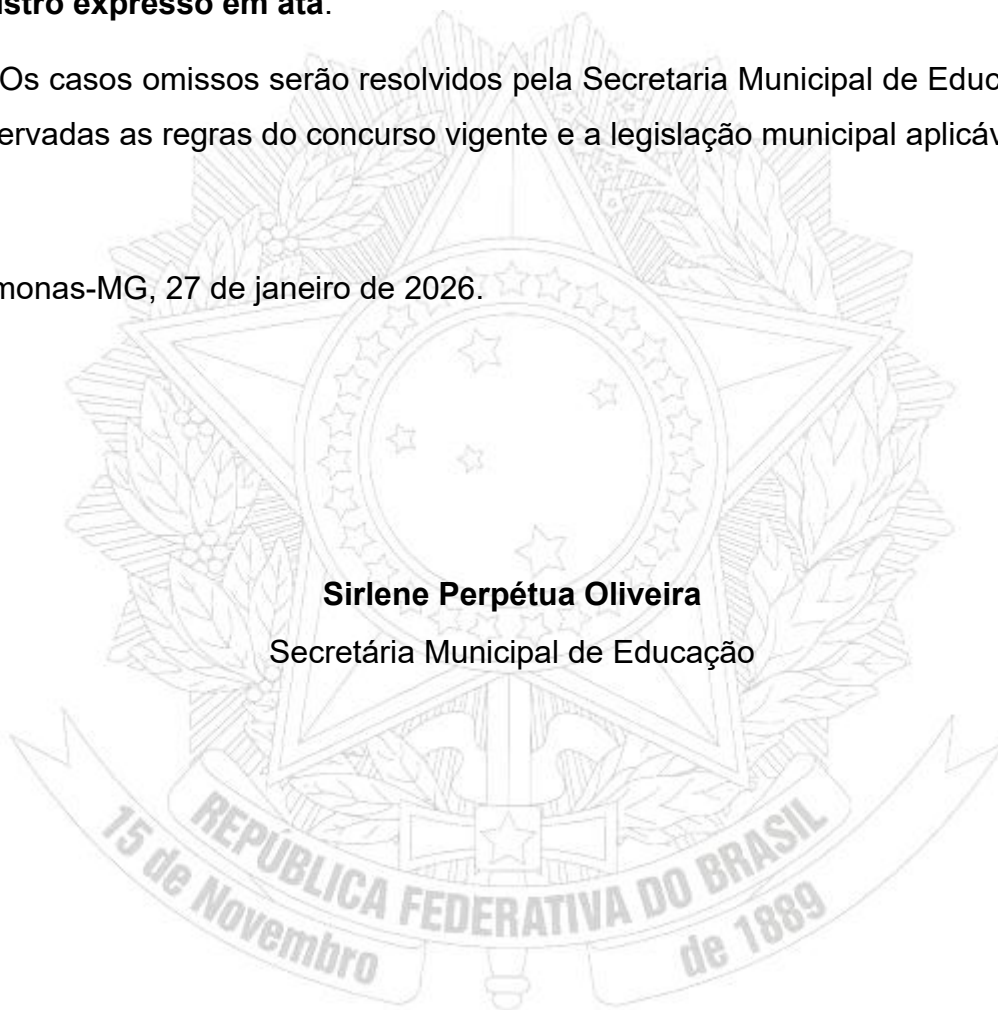 istro expresso em ata.
Os casos omissos serão resolvidos pela Secretaria Municipal de Educ
ervadas as regras do concurso vigente e a legislação municipal aplicáv
monas-MG, 27 de janeiro de 2026.
Sirlene Perpétua Oliveira
Secretária Municipal de Educação
REPÚBLICA FEDERATIVA DO BRASIL
15 de Novembro de 1889